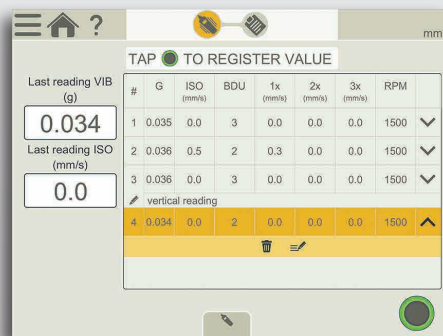 ?
mm
TAP TO REGISTER VALUE
Last reading VIB
(g)
0.034
Last reading ISO
(mm/s)
0.0
# G ISO (mm/s) BDU 1x (mm/s) 2x (mm/s) 3x (mm/s) RPM
1 0.035 0.0 3 0.0 0.0 0.0 1500
2 0.036 0.5 2 0.3 0.0 0.0 1500
3 0.036 0.0 3 0.0 0.0 0.0 1500
vertical reading
4 0.034 0.0 2 0.0 0.0 0.0 1500